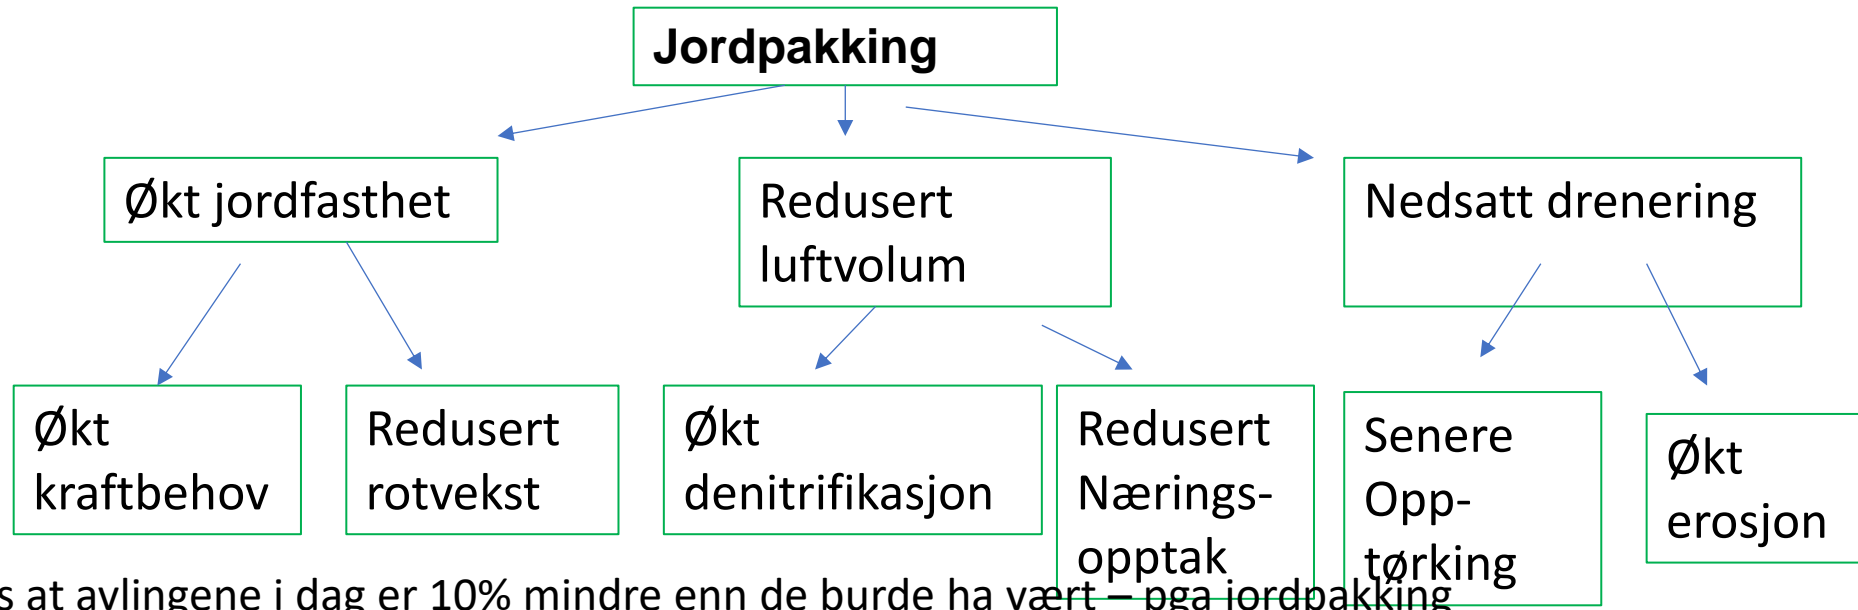 Jordpakking
Økt jordfasthet
Redusert
luftvolum
Nedsatt drenering
Økt
kraftbehov
Redusert
rotvekst
Økt
denitrifikasjon
Redusert
Nærings-
opptak
Senere
Opp-
tørking
Økt
erosjon
at avlingene i dag er 10% mindre enn de burde ha vært – pga jordpakking